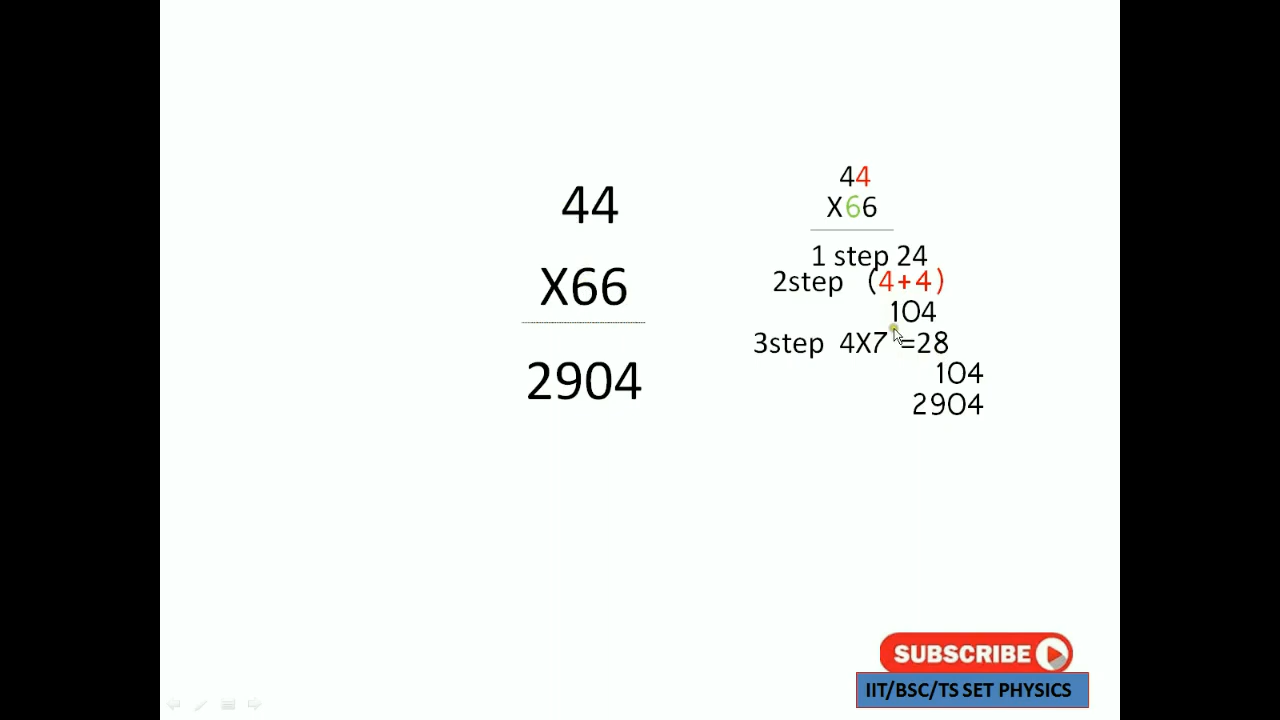 44
X66
2904
44
X66
1 step 24
2step (4+4)
104
3step 4X7 =28
104
2904
SUBSCRIBE
IIT/BSC/TS SET PHYSICS